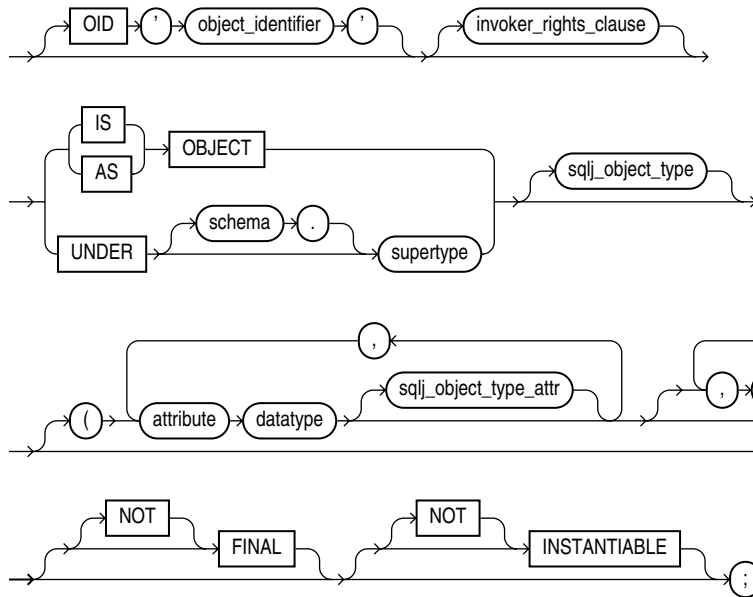 OID ' object_identifier ' invoker_rights_clause
IS
AS
OBJECT
UNDER schema . supertype
sqlj_object_type
,
( attribute datatype sqlj_object_type_attr
,
NOT FINAL NOT INSTANTIABLE ;